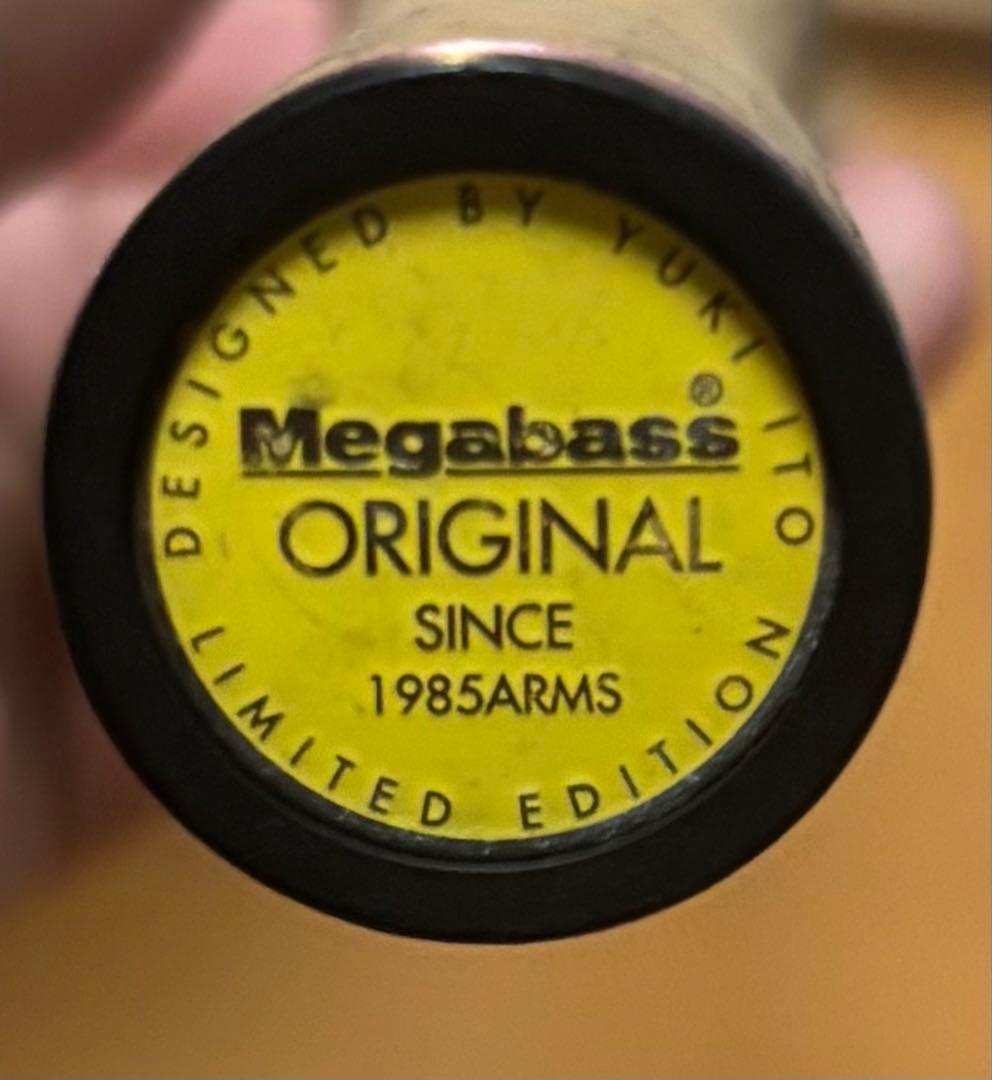 DESIGNED BY YUKI ITO
Megabass®
ORIGINAL
SINCE
1985ARMS
LIMITED EDITION